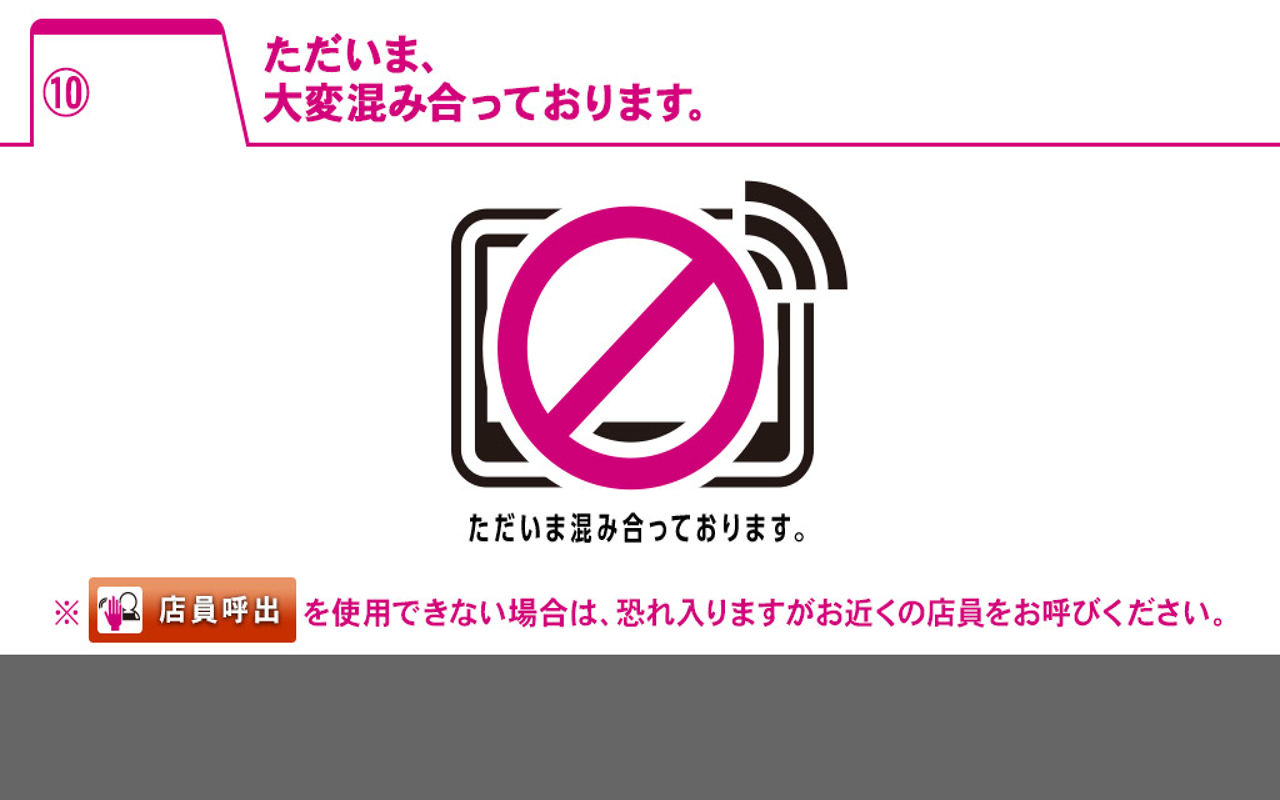 ⑩
ただいま、
大変混み合っております。
ただいま混み合っております。
※ 店員呼出 を使用できない場合は、恐れ入りますがお近くの店員をお呼びください。